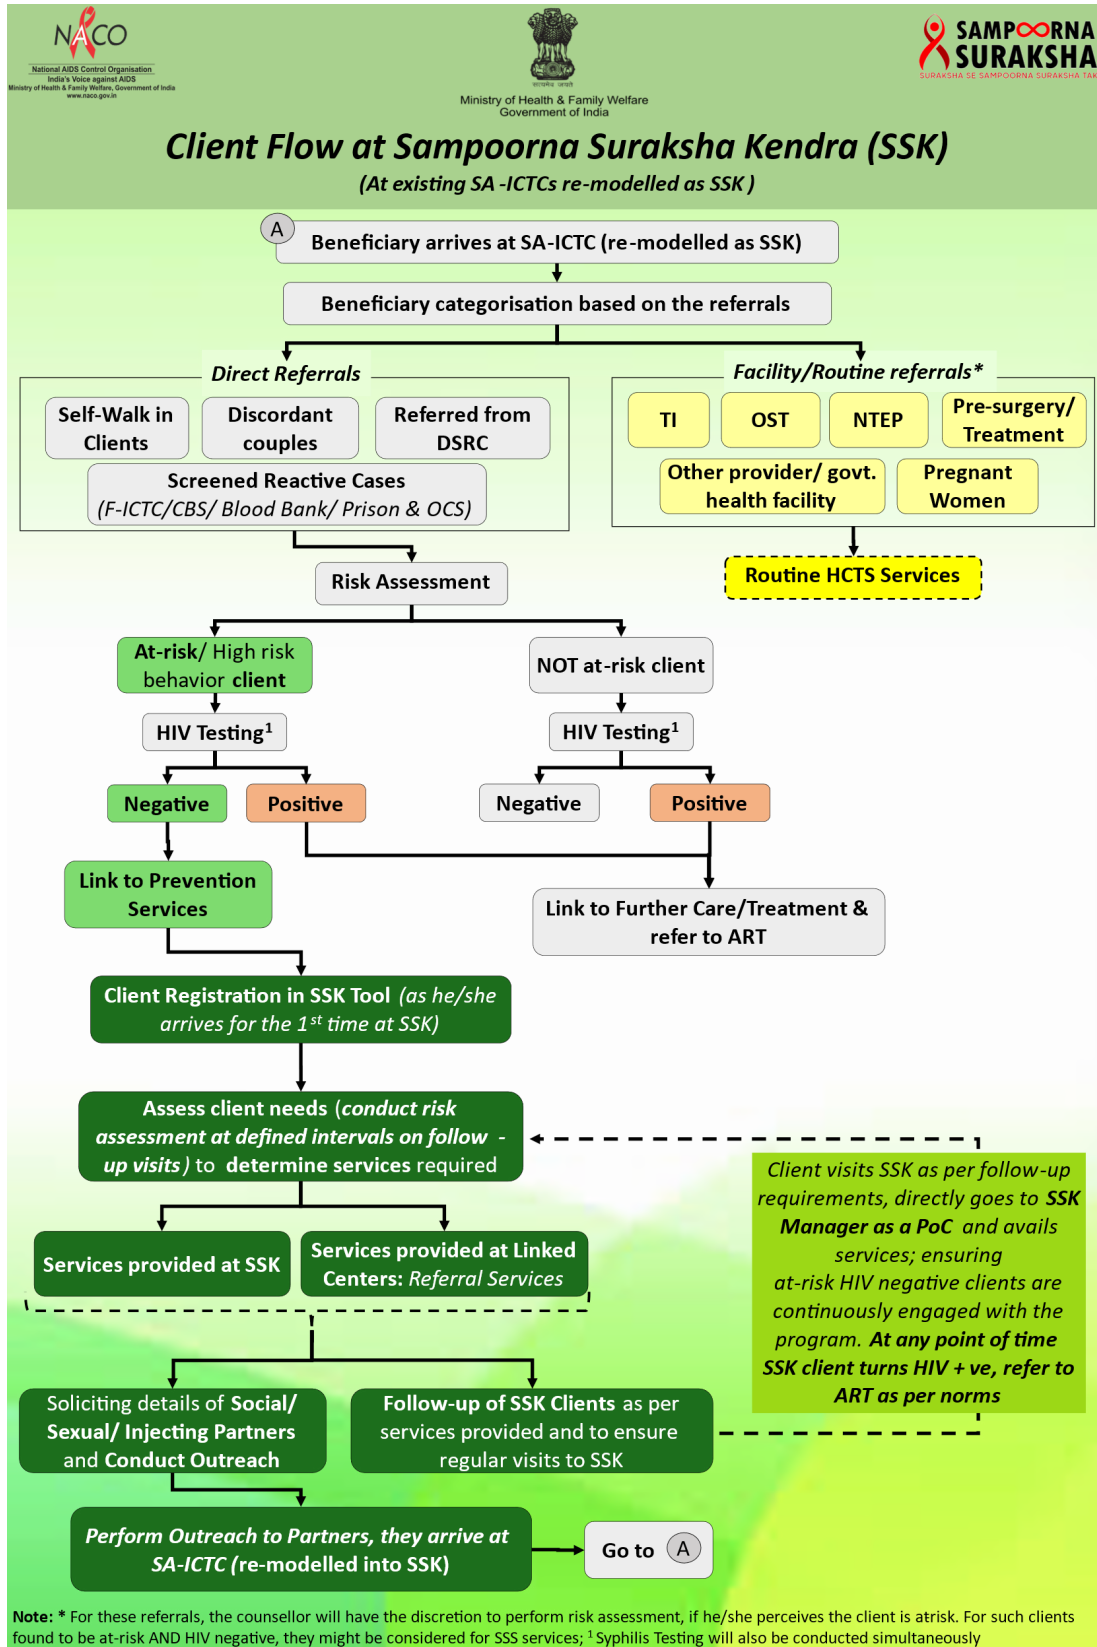 NACO
National AIDS Control Organisation
India's Voice against AIDS
Ministry of Health & Family Welfare, Government of India
www.naco.gov.in
सत्यमेव जयते
Ministry of Health & Family Welfare
Government of India
SAMPOORNA
SURAKSHA
SURAKSHA SE SAMPOORNA SURAKSHA TAK
Client Flow at Sampoorna Suraksha Kendra (SSK)
(At existing SA -ICTCs re-modelled as SSK )
A
Beneficiary arrives at SA-ICTC (re-modelled as SSK)
Beneficiary categorisation based on the referrals
Direct Referrals
Self-Walk in
Clients
Discordant
couples
Referred from
DSRC
Screened Reactive Cases
(F-ICTC/CBS/ Blood Bank/ Prison & OCS)
Facility/Routine referrals*
TI
OST
NTEP
Pre-surgery/
Treatment
Other provider/ govt.
health facility
Pregnant
Women
Routine HCTS Services
Risk Assessment
At-risk/ High risk
behavior client
NOT at-risk client
HIV Testing1
HIV Testing1
Negative
Positive
Negative
Positive
Link to Prevention
Services
Link to Further Care/Treatment &
refer to ART
Client Registration in SSK Tool (as he/she
arrives for the 1st time at SSK)
Assess client needs (conduct risk
assessment at defined intervals on follow -
up visits) to determine services required
Services provided at SSK
Services provided at Linked
Centers: Referral Services
Client visits SSK as per follow-up
requirements, directly goes to SSK
Manager as a PoC and avails
services; ensuring
at-risk HIV negative clients are
continuously engaged with the
program. At any point of time
SSK client turns HIV +ve, refer to
ART as per norms
Soliciting details of Social/
Sexual/ Injecting Partners
and Conduct Outreach
Follow-up of SSK Clients as per
services provided and to ensure
regular visits to SSK
Perform Outreach to Partners, they arrive at
SA-ICTC (re-modelled into SSK)
Go to A
Note: * For these referrals, the counsellor will have the discretion to perform risk assessment, if he/she perceives the client is atrisk. For such clients
found to be at-risk AND HIV negative, they might be considered for SSS services; 1 Syphilis Testing will also be conducted simultaneously